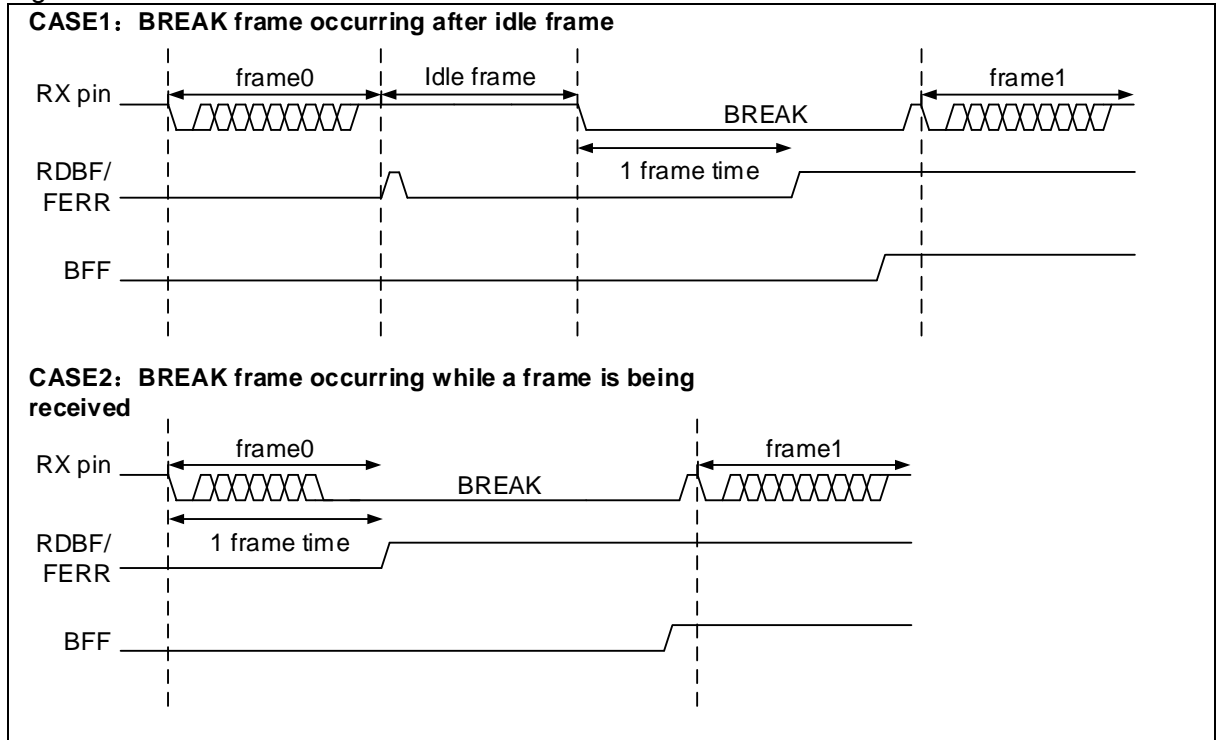 CASE1：BREAK frame occurring after idle frame
frame0
Idle frame
frame1
RX pin
BREAK
1 frame time
RDBF/
FERR
BFF
CASE2：BREAK frame occurring while a frame is being
received
frame0
frame1
RX pin
BREAK
1 frame time
RDBF/
FERR
BFF